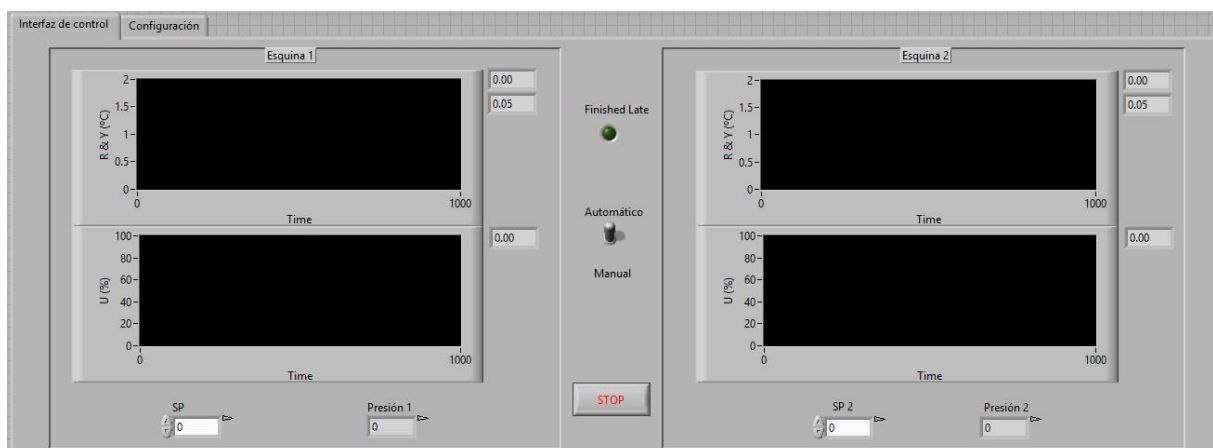 Interfaz de control
Configuración
Esquina 1
2
1.5
1
0.5
0
R & Y (ºC)
0
1000
Time
0.00
0.05
100
80
60
40
20
0
U (%)
0
1000
Time
0.00
SP
0
Presión 1
0
Finished Late
Automático
Manual
STOP
Esquina 2
2
1.5
1
0.5
0
R & Y (ºC)
0
1000
Time
0.00
0.05
100
80
60
40
20
0
U (%)
0
1000
Time
0.00
SP 2
0
Presión 2
0